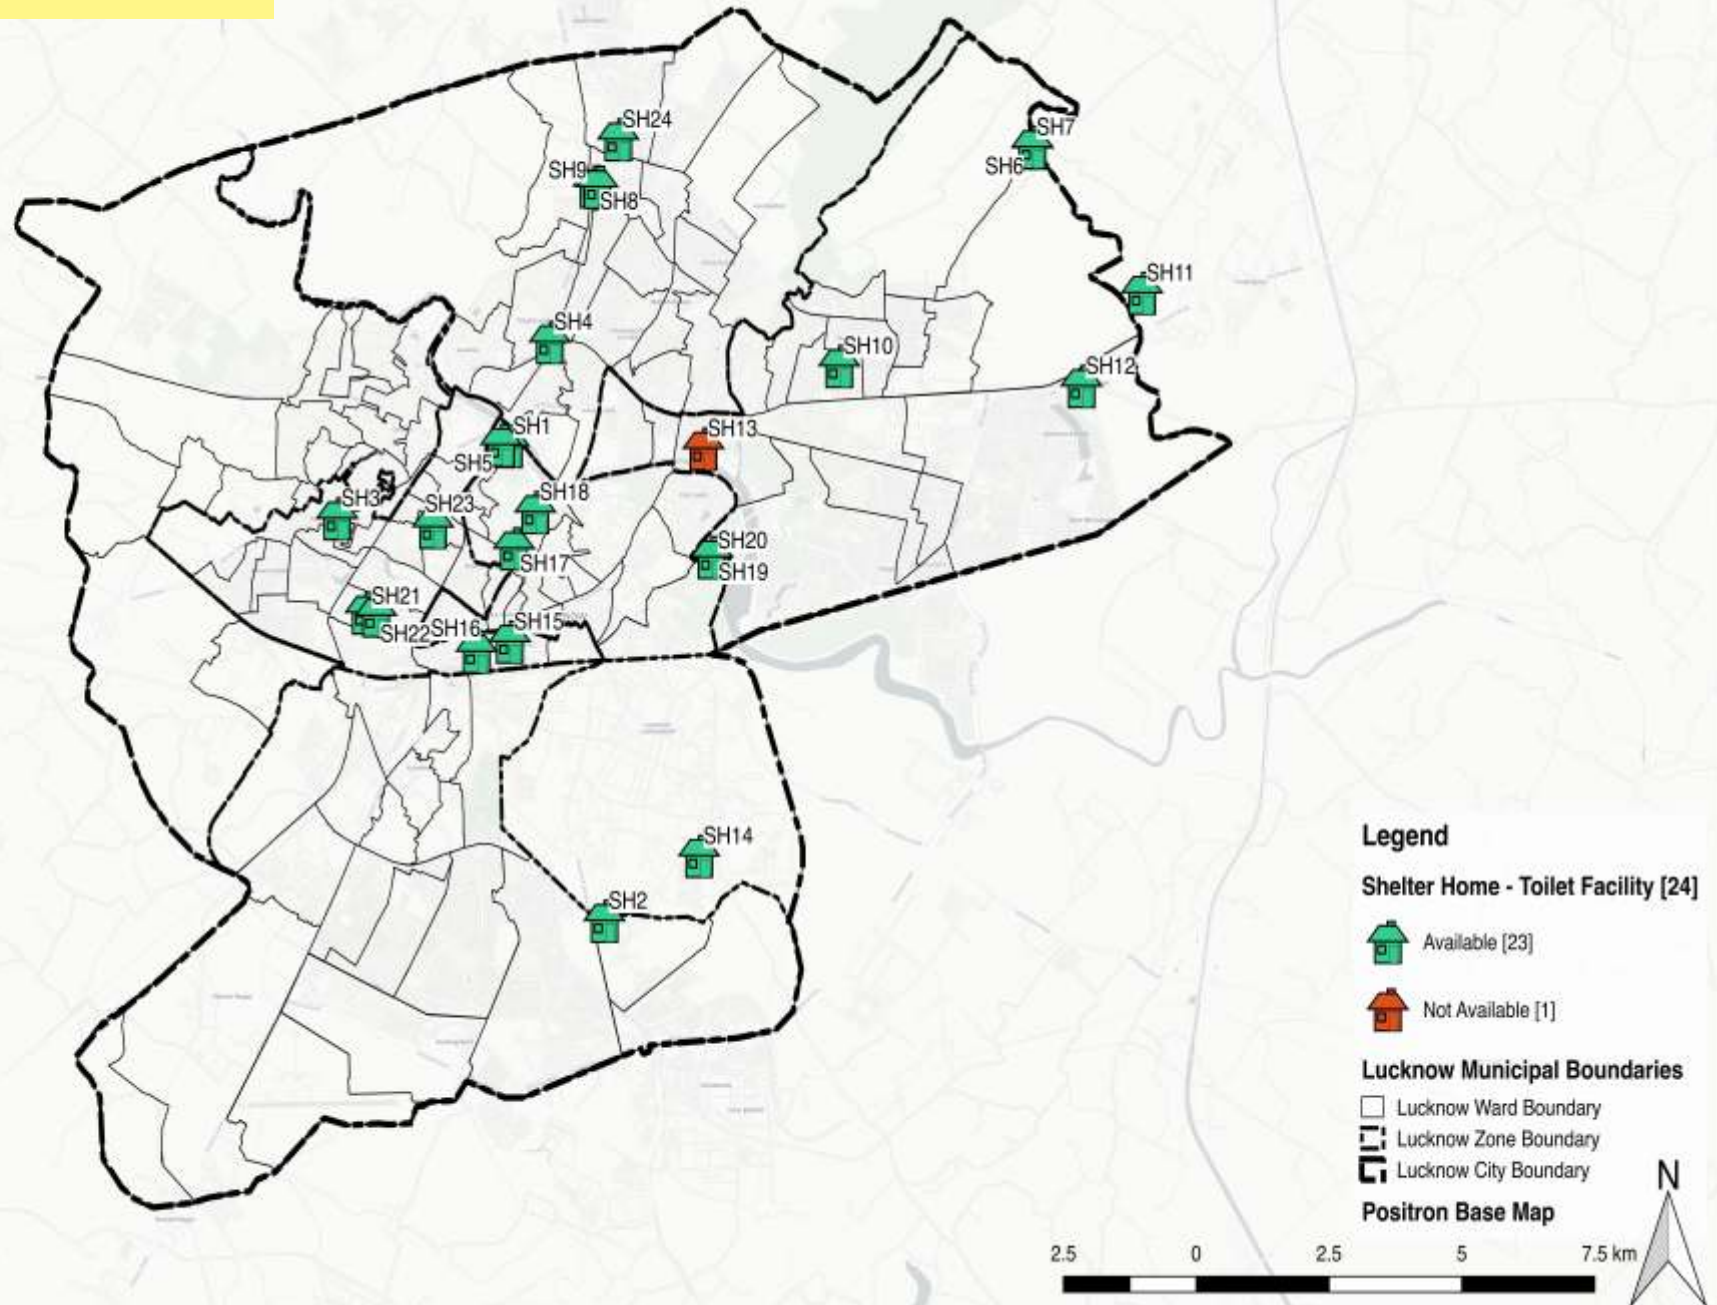 SH24
SH7
SH9
SH6
SH8
SH11
SH4
SH10
SH12
SH1
SH13
SH5
SH3
SH23
SH18
SH20
SH17
SH19
SH21
SH22
SH16
SH15
SH14
SH2
Legend
Shelter Home - Toilet Facility [24]
Available [23]
Not Available [1]
Lucknow Municipal Boundaries
Lucknow Ward Boundary
Lucknow Zone Boundary
Lucknow City Boundary
Positron Base Map
N
2.5 0 2.5 5 7.5 km